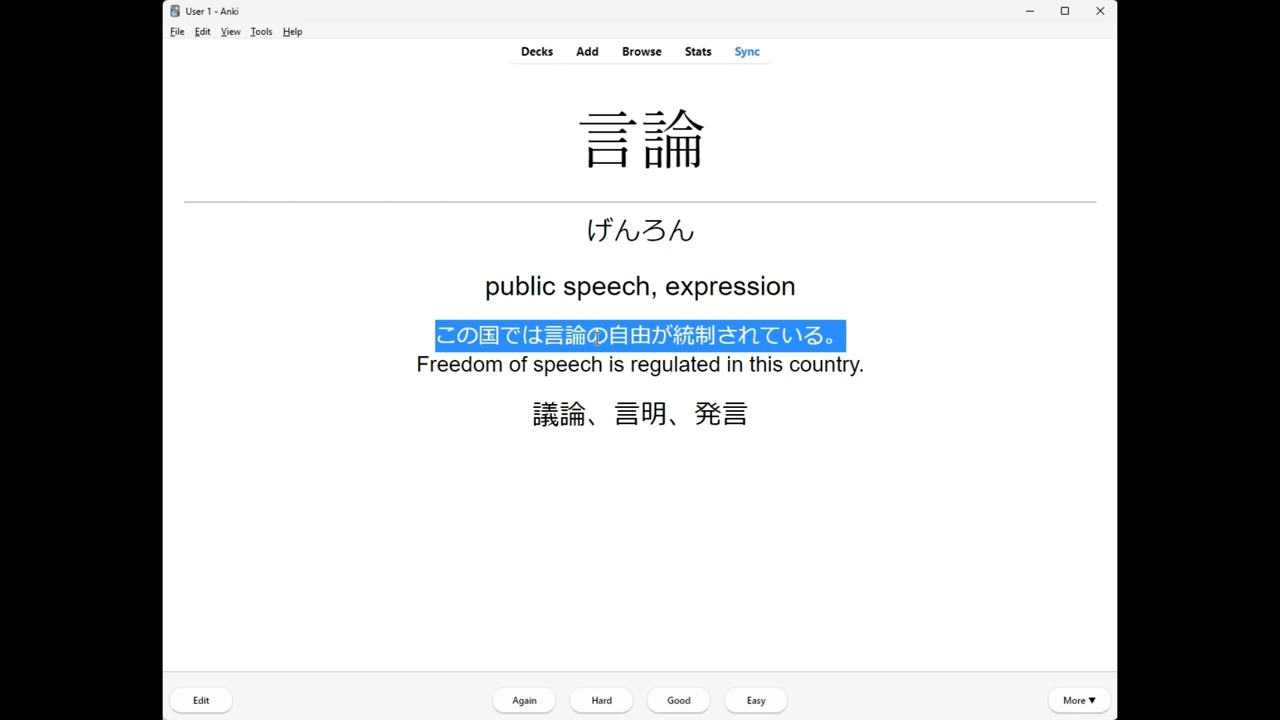 User 1 - Anki
File Edit View Tools Help
Decks Add Browse Stats Sync
言論
げんろん
public speech, expression
この国では言論の自由が統制されている。
Freedom of speech is regulated in this country.
議論、言明、発言
Edit Again Hard Good Easy More ▼